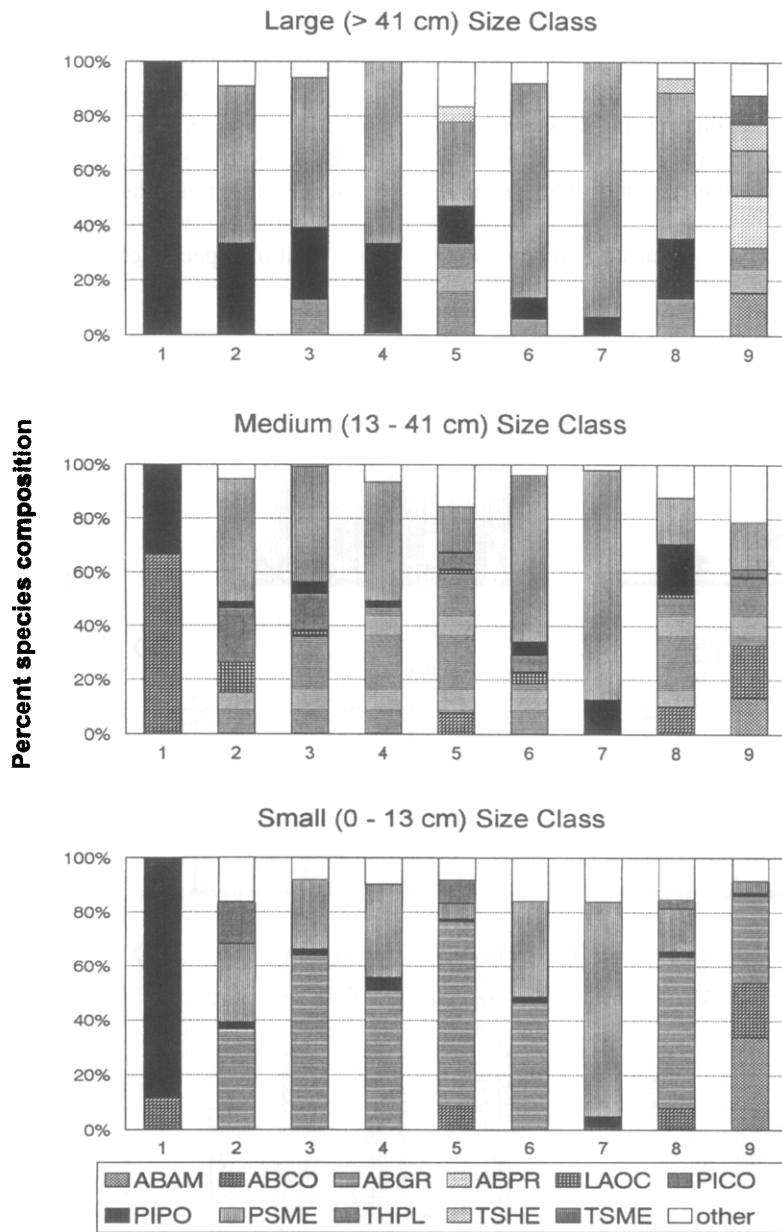 Large (> 41 cm) Size Class
100%
80%
60%
40%
20%
0%
1 2 3 4 5 6 7 8 9
Percent species composition
Medium (13 - 41 cm) Size Class
100%
80%
60%
40%
20%
0%
1 2 3 4 5 6 7 8 9
Small (0 - 13 cm) Size Class
100%
80%
60%
40%
20%
0%
1 2 3 4 5 6 7 8 9
ABAM ABCO ABGR ABPR LAOC PICO
PIPO PSME THPL TSHE TSME other